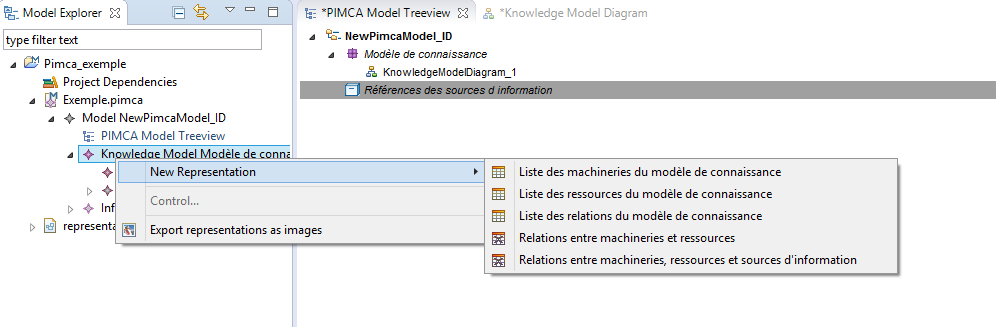 Model Explorer
type filter text
Pimca_exemple
Project Dependencies
Exemple.pimca
Model NewPimcaModel_ID
PIMCA Model Treeview
Knowledge Model Modèle de conna
Inf
representa
New Representation
Control...
Export representations as images
*PIMCA Model Treeview
*Knowledge Model Diagram
NewPimcaModel_ID
Modèle de connaissance
KnowledgeModelDiagram_1
Références des sources d information
Liste des machineries du modèle de connaissance
Liste des ressources du modèle de connaissance
Liste des relations du modèle de connaissance
Relations entre machineries et ressources
Relations entre machineries, ressources et sources d'information